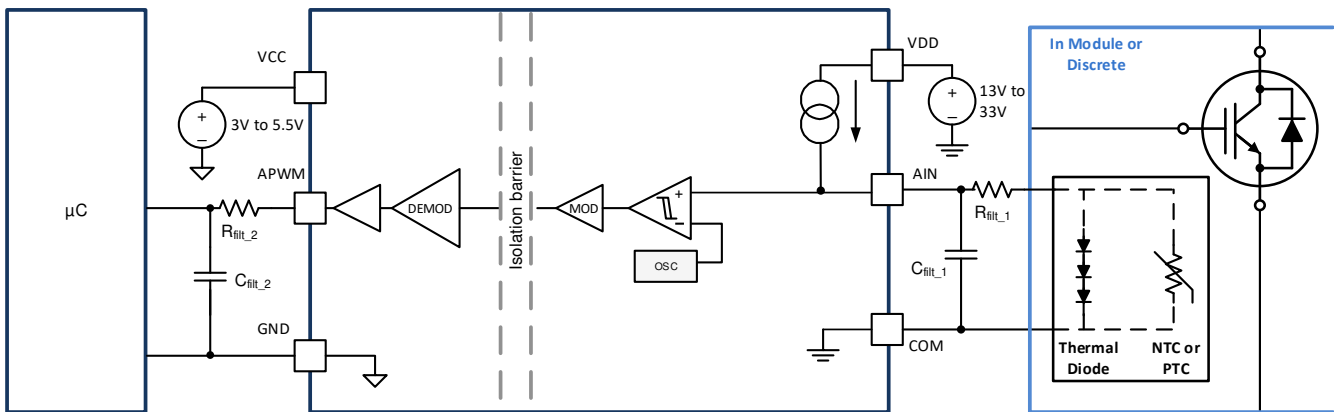 µC
VCC
+
−
3V to 5.5V
APWM
Rfilt_2
Cfilt_2
GND
DEMOD
Isolation barrier
MOD
+
-
OSC
VDD
+
−
13V to
33V
AIN
Rfilt_1
Cfilt_1
COM
In Module or
Discrete
Thermal
Diode
NTC or
PTC